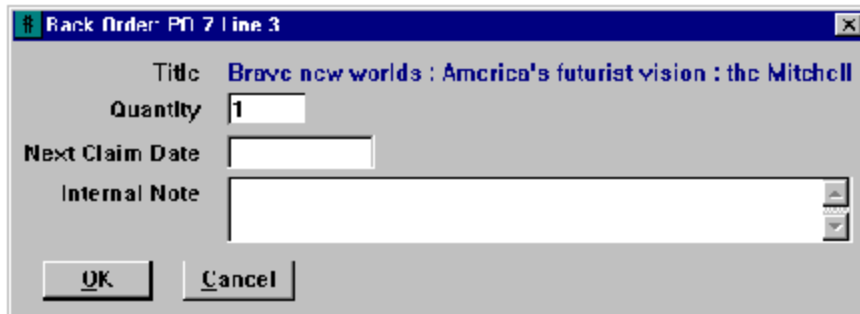 Back Order: PO 7 Line 3
Title Brave new worlds : America's futurist vision : the Mitchell
Quantity 1
Next Claim Date
Internal Note
OK Cancel